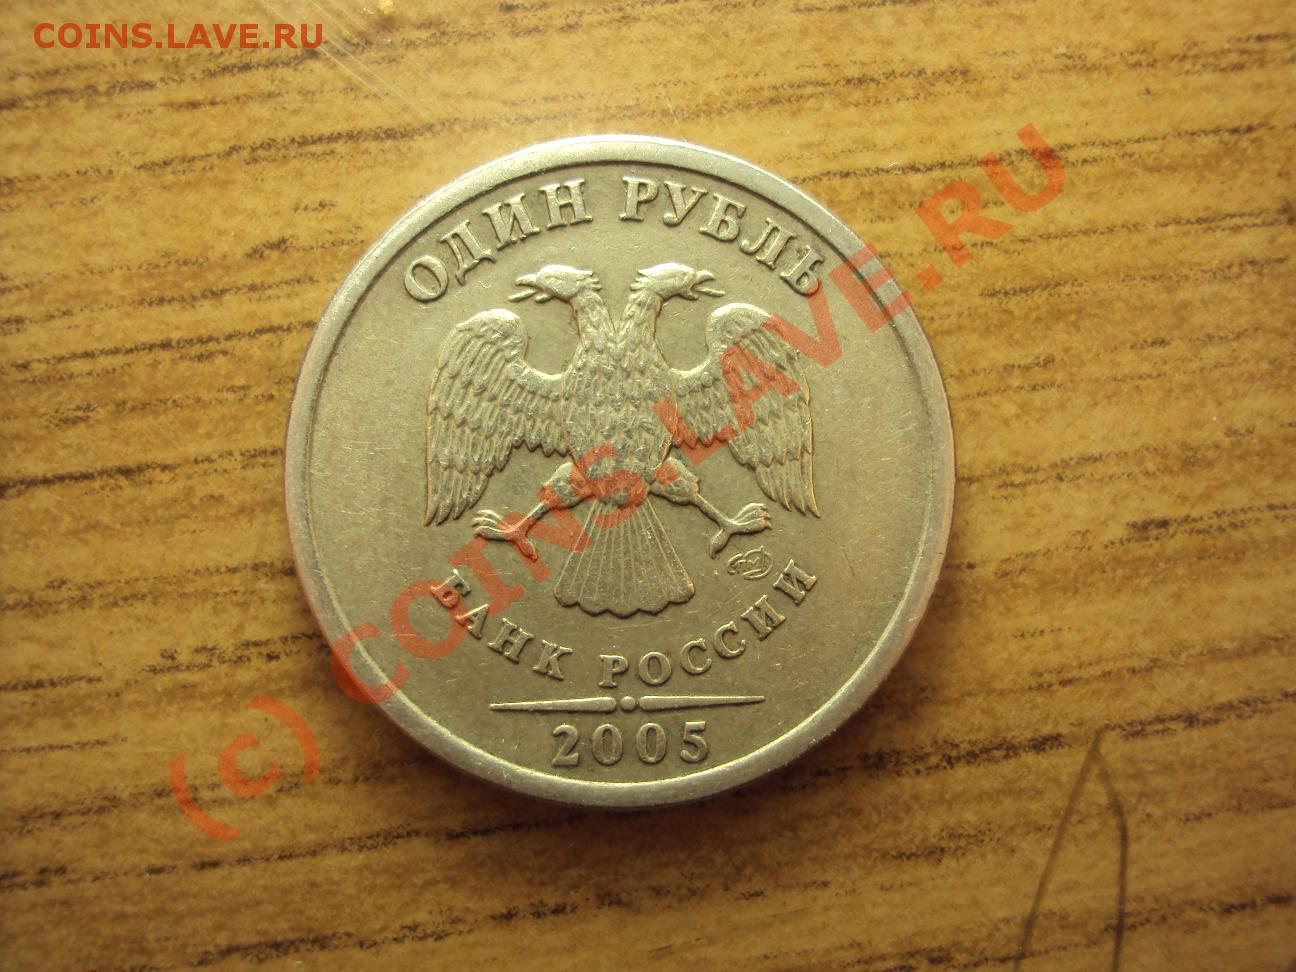 COINS.LAVE.RU
ОДИН РУБЛЬ
БАНК РОССИИ
2005
(c) COINS.LAVE.RU